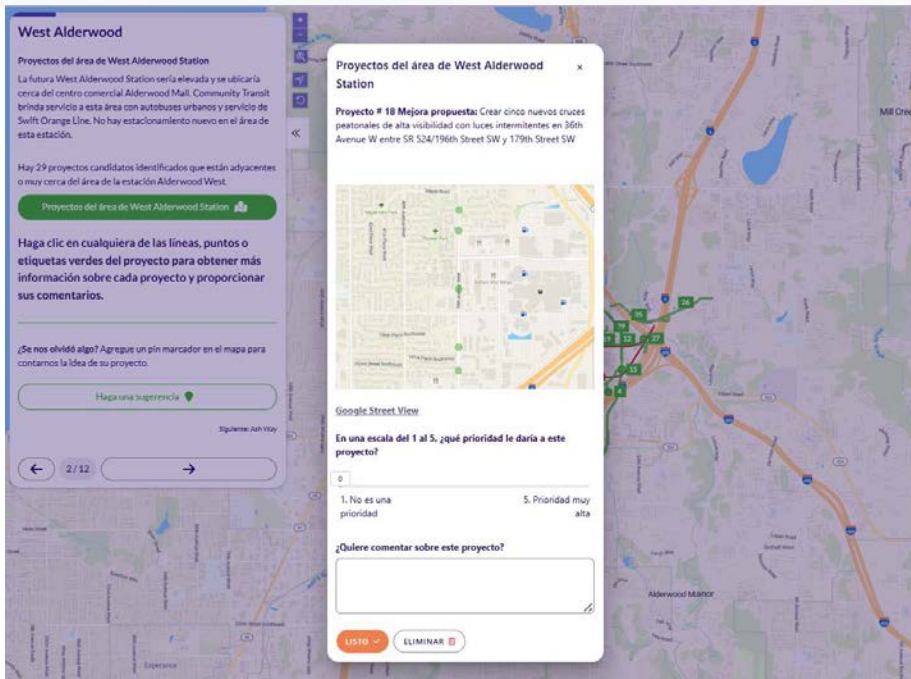 West Alderwood
Proyectos del área de West Alderwood Station
La futura West Alderwood Station sería elevada y se ubicaría
cerca del centro comercial Alderwood Mall. Community Transit
brinda servicio a esta área con autobuses urbanos y servicio de
Swift Orange Line. No hay estacionamiento nuevo en el área de
esta estación.
Hay 29 proyectos candidatos identificados que están adyacentes
o muy cerca del área de la estación Alderwood West.
Proyectos del área de West Alderwood Station
Haga clic en cualquiera de las líneas, puntos o
etiquetas verdes del proyecto para obtener más
información sobre cada proyecto y proporcionar
sus comentarios.
¿Se nos olvidó algo? Agregue un pin marcador en el mapa para
contarnos la idea de su proyecto.
Haga una sugerencia
Siguiente: Ash Way
2/12
Proyectos del área de West Alderwood
Station
×
Proyecto # 18 Mejora propuesta: Crear cinco nuevos cruces
peatonales de alta visibilidad con luces intermitentes en 36th
Avenue W entre SR 524/196th Street SW y 179th Street SW
Google Street View
En una escala del 1 al 5, ¿qué prioridad le daría a este
proyecto?
0
1. No es una
prioridad
5. Prioridad muy
alta
¿Quiere comentar sobre este proyecto?
LISTO
ELIMINAR
Mill Cree
26
27
12
15
4
Alderwood Manor
Esperance